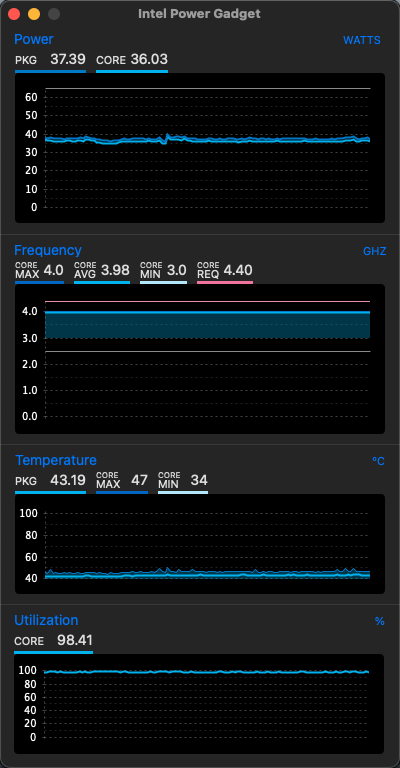 Intel Power Gadget
Power WATTS
PKG 37.39 CORE 36.03
60
50
40
30
20
10
0
Frequency GHZ
CORE MAX 4.0 CORE AVG 3.98 CORE MIN 3.0 CORE REQ 4.40
4.0
3.0
2.0
1.0
0.0
Temperature °C
PKG 43.19 CORE MAX 47 CORE MIN 34
100
80
60
40
Utilization %
CORE 98.41
100
80
60
40
20
0